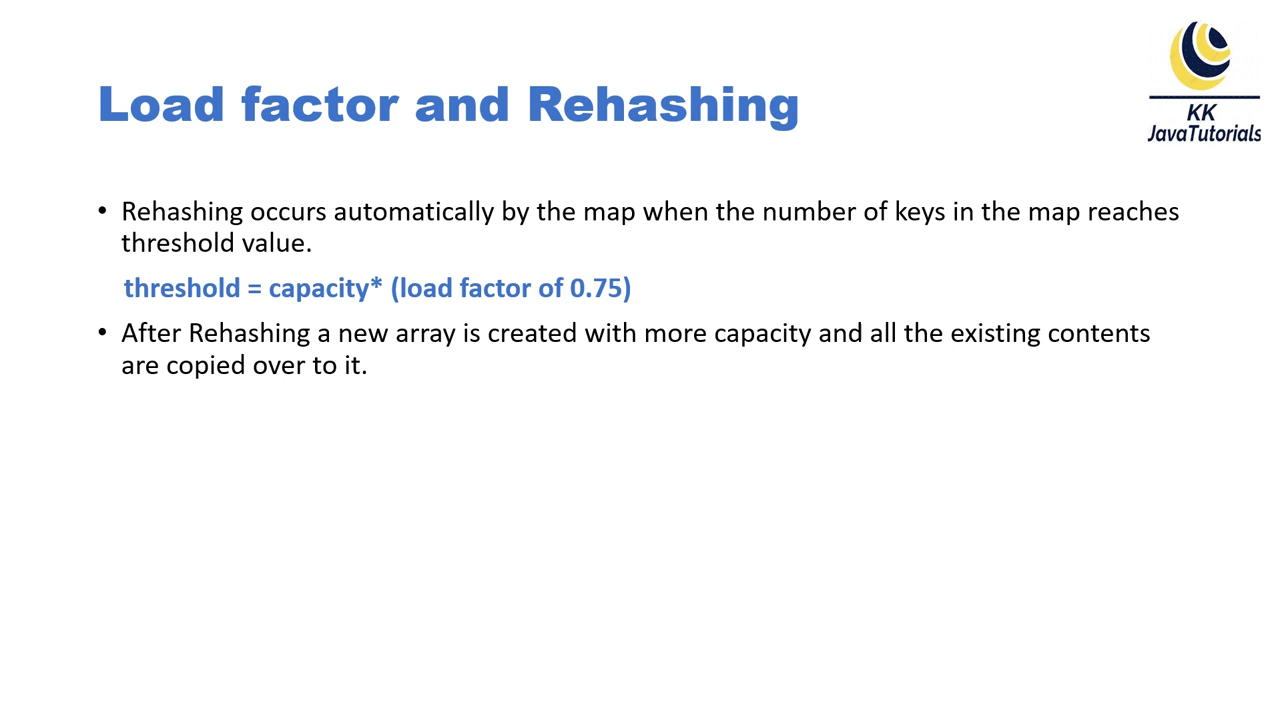 KK
JavaTutorials
Load factor and Rehashing
• Rehashing occurs automatically by the map when the number of keys in the map reaches
threshold value.
threshold = capacity* (load factor of 0.75)
• After Rehashing a new array is created with more capacity and all the existing contents
are copied over to it.